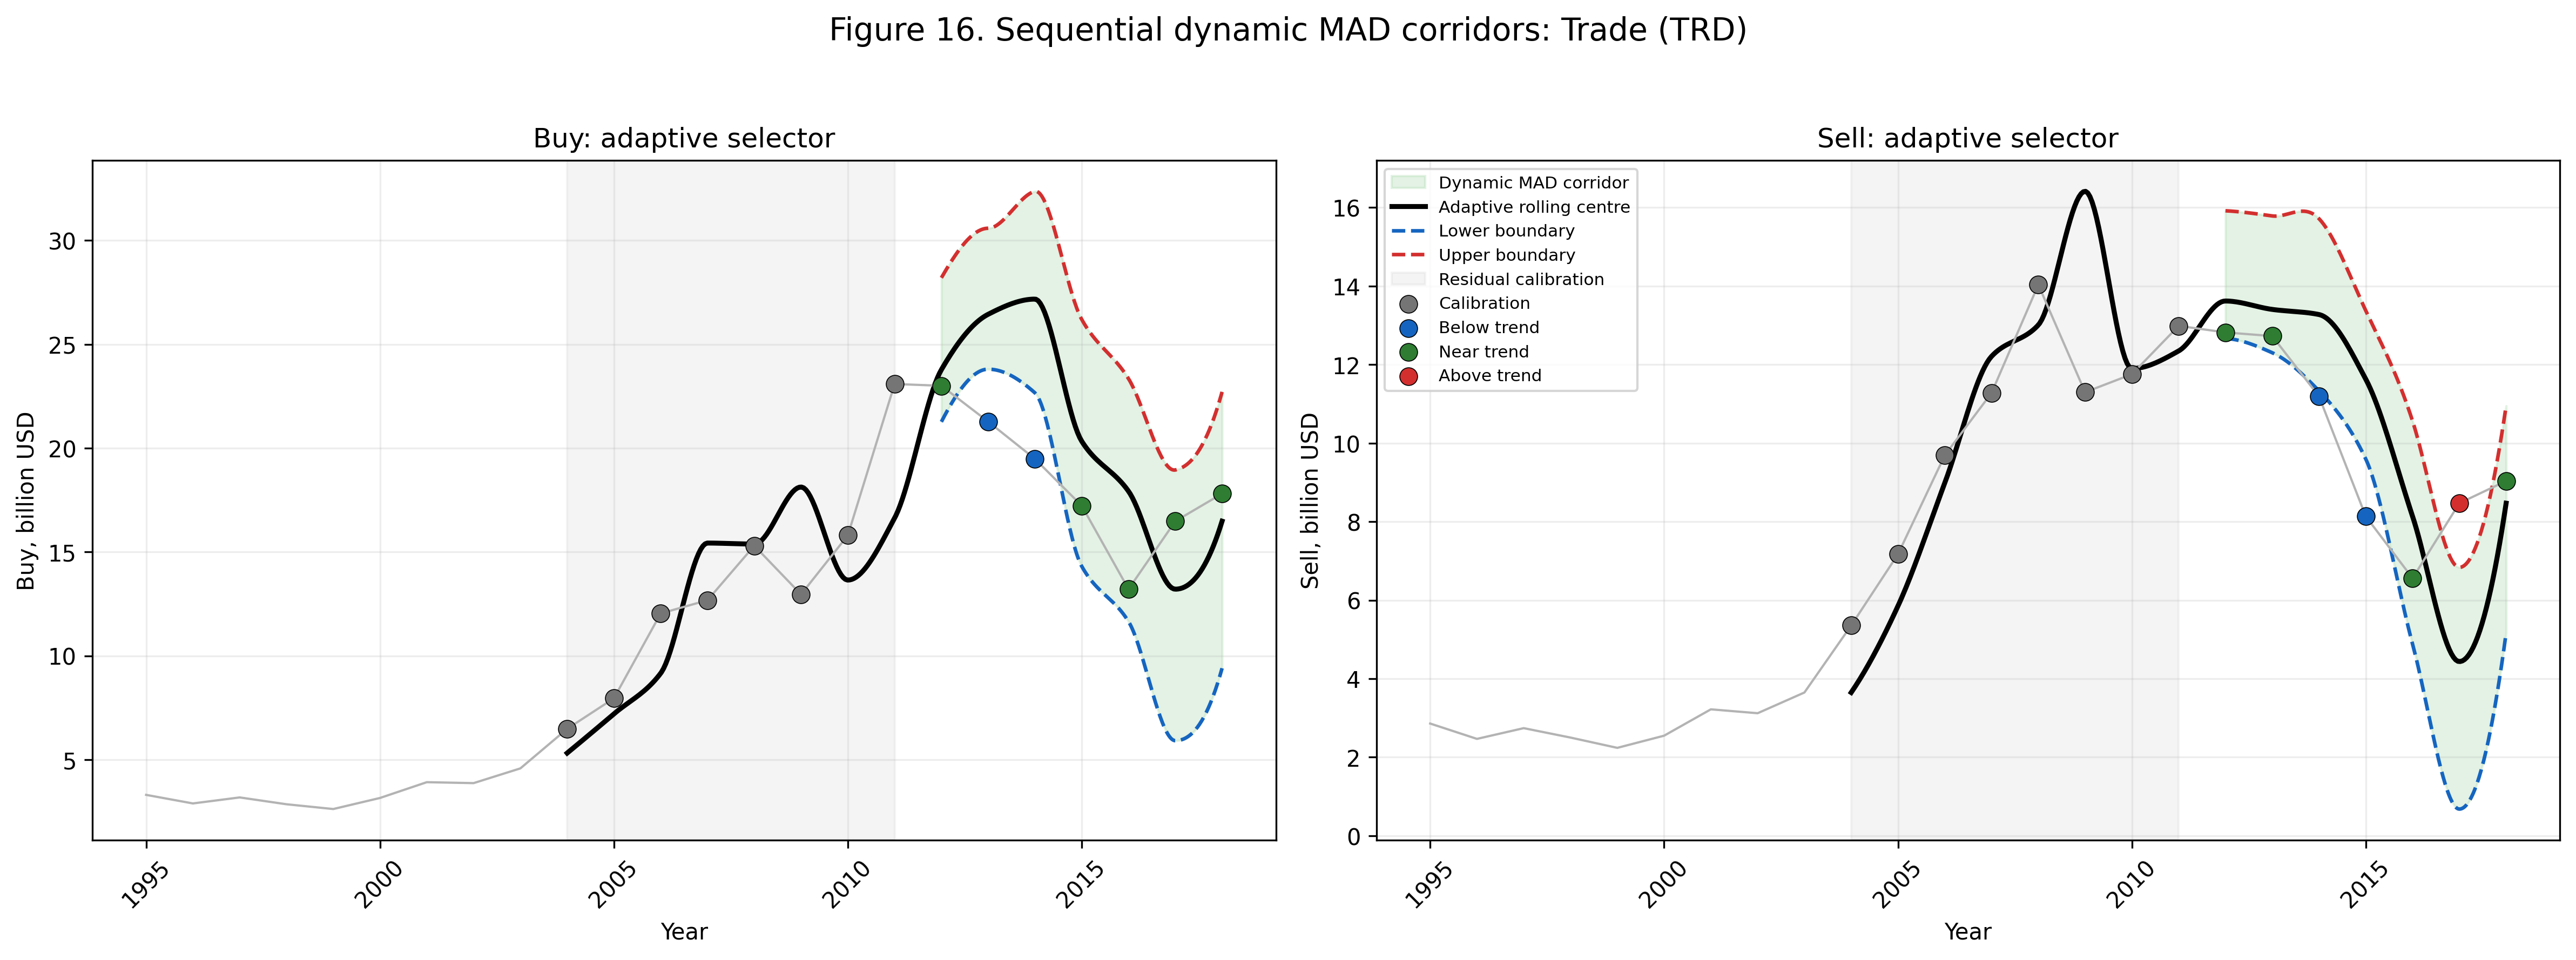 Figure 16. Sequential dynamic MAD corridors: Trade (TRD)
Buy: adaptive selector
Buy, billion USD
30
25
20
15
10
5
1995
2000
2005
2010
2015
Year
Sell: adaptive selector
Sell, billion USD
16
14
12
10
8
6
4
2
0
1995
2000
2005
2010
2015
Year
Dynamic MAD corridor
Adaptive rolling centre
Lower boundary
Upper boundary
Residual calibration
Calibration
Below trend
Near trend
Above trend